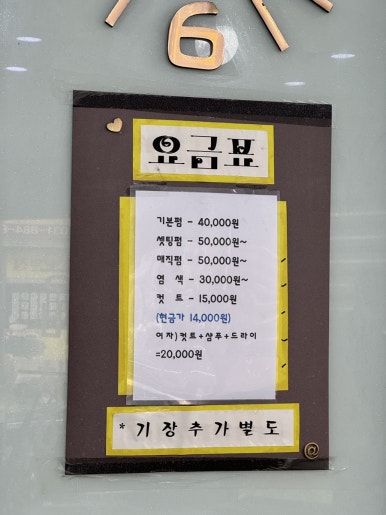 6
요금표
기본펌 - 40,000원
셋팅펌 - 50,000원~
매직펌 - 50,000원~
염 색 - 30,000원~
컷 트 - 15,000원
(현금가 14,000원)
여자)컷트+샴푸+드라이
=20,000원
*기장추가별도
@